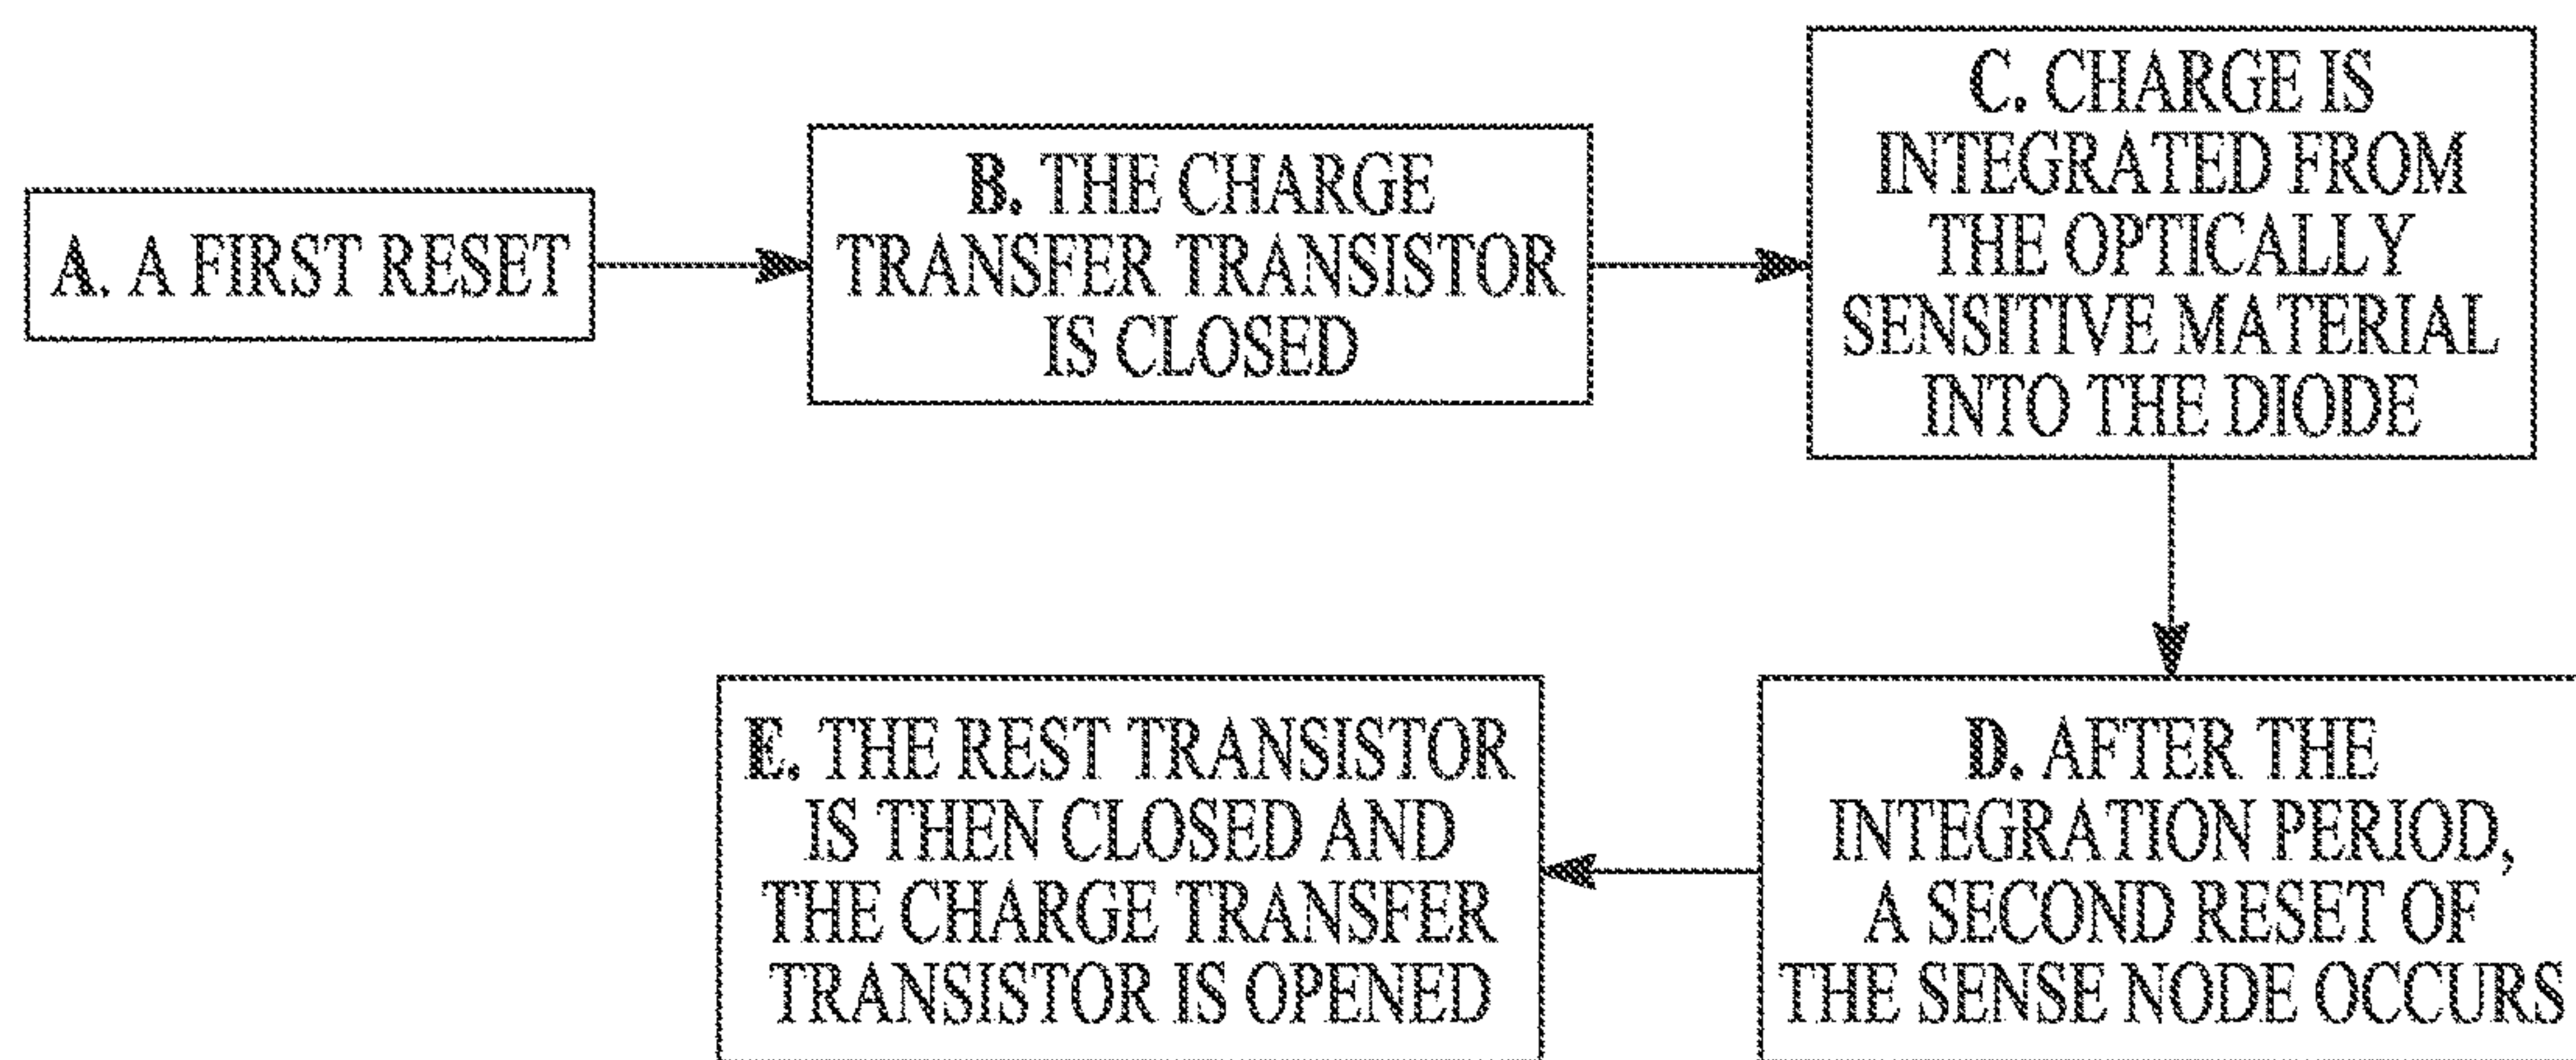 A. A FIRST RESET
B. THE CHARGE
TRANSFER TRANSISTOR
IS CLOSED
C. CHARGE IS
INTEGRATED FROM
THE OPTICALLY
SENSITIVE MATERIAL
INTO THE DIODE
D. AFTER THE
INTEGRATION PERIOD,
A SECOND RESET OF
THE SENSE NODE OCCURS
E. THE REST TRANSISTOR
IS THEN CLOSED AND
THE CHARGE TRANSFER
TRANSISTOR IS OPENED